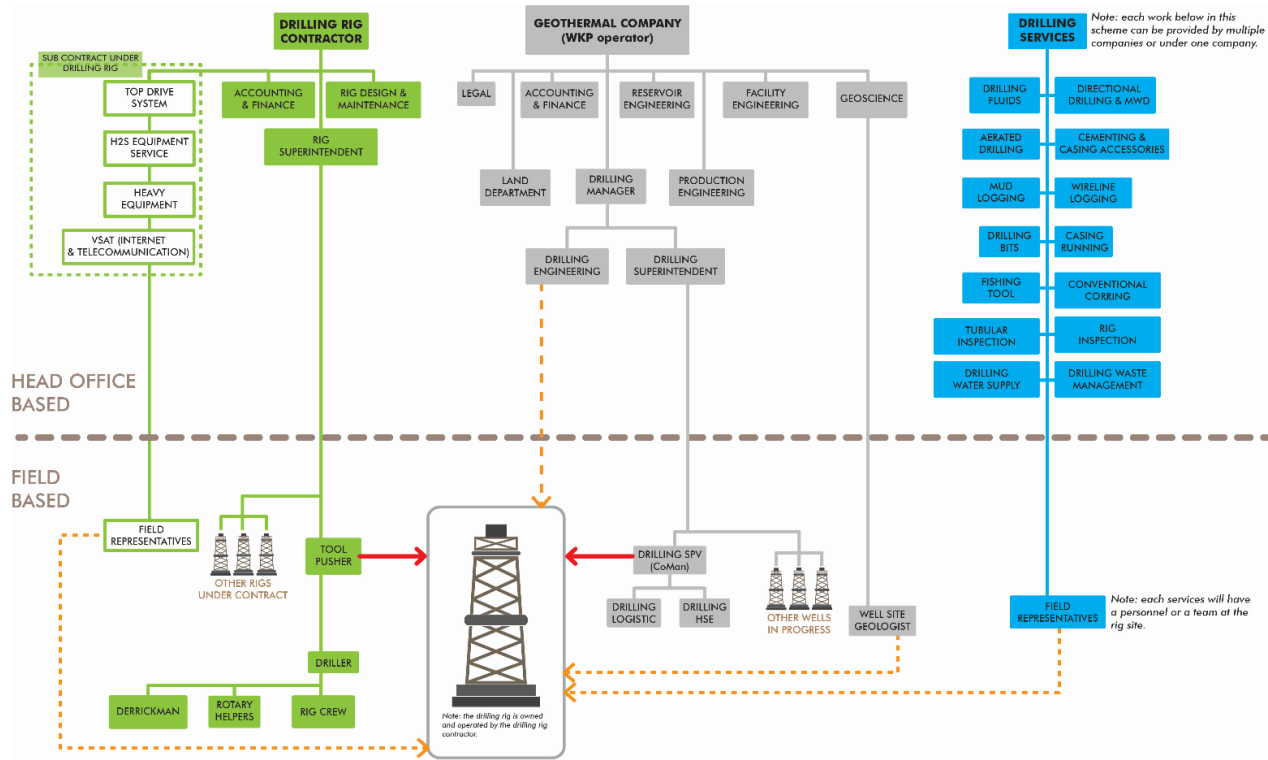 DRILLING RIG
CONTRACTOR
SUB CONTRACT UNDER
DRILLING RIG
TOP DRIVE
SYSTEM
H2S EQUIPMENT
SERVICE
HEAVY
EQUIPMENT
VSAT (INTERNET
& TELECOMMUNICATION)
ACCOUNTING
& FINANCE
RIG DESIGN &
MAINTENANCE
RIG
SUPERINTENDENT
GEOTHERMAL COMPANY
(WKP operator)
LEGAL
ACCOUNTING
& FINANCE
RESERVOIR
ENGINEERING
FACILITY
ENGINEERING
GEOSCIENCE
LAND
DEPARTMENT
DRILLING
MANAGER
PRODUCTION
ENGINEERING
DRILLING
ENGINEERING
DRILLING
SUPERINTENDENT
DRILLING
SERVICES
Note: each work below in this
scheme can be provided by multiple
companies or under one company.
DRILLING
FLUIDS
DIRECTIONAL
DRILLING & MWD
AERATED
DRILLING
CEMENTING &
CASING ACCESSORIES
MUD
LOGGING
WIRELINE
LOGGING
DRILLING
BITS
CASING
RUNNING
FISHING
TOOL
CONVENTIONAL
CORRING
TUBULAR
INSPECTION
RIG
INSPECTION
DRILLING
WATER SUPPLY
DRILLING WASTE
MANAGEMENT
HEAD OFFICE
BASED
FIELD
BASED
FIELD
REPRESENTATIVES
OTHER RIGS
UNDER CONTRACT
TOOL
PUSHER
DRILLER
DERRICKMAN
ROTARY
HELPERS
RIG CREW
Note: the drilling rig is owned
and operated by the drilling rig
contractor.
DRILLING SPV
(CoMan)
DRILLING
LOGISTIC
DRILLING
HSE
OTHER WELLS
IN PROGRESS
WELL SITE
GEOLOGIST
FIELD
REPRESENTATIVES
Note: each services will have
a personnel or a team at the
rig site.